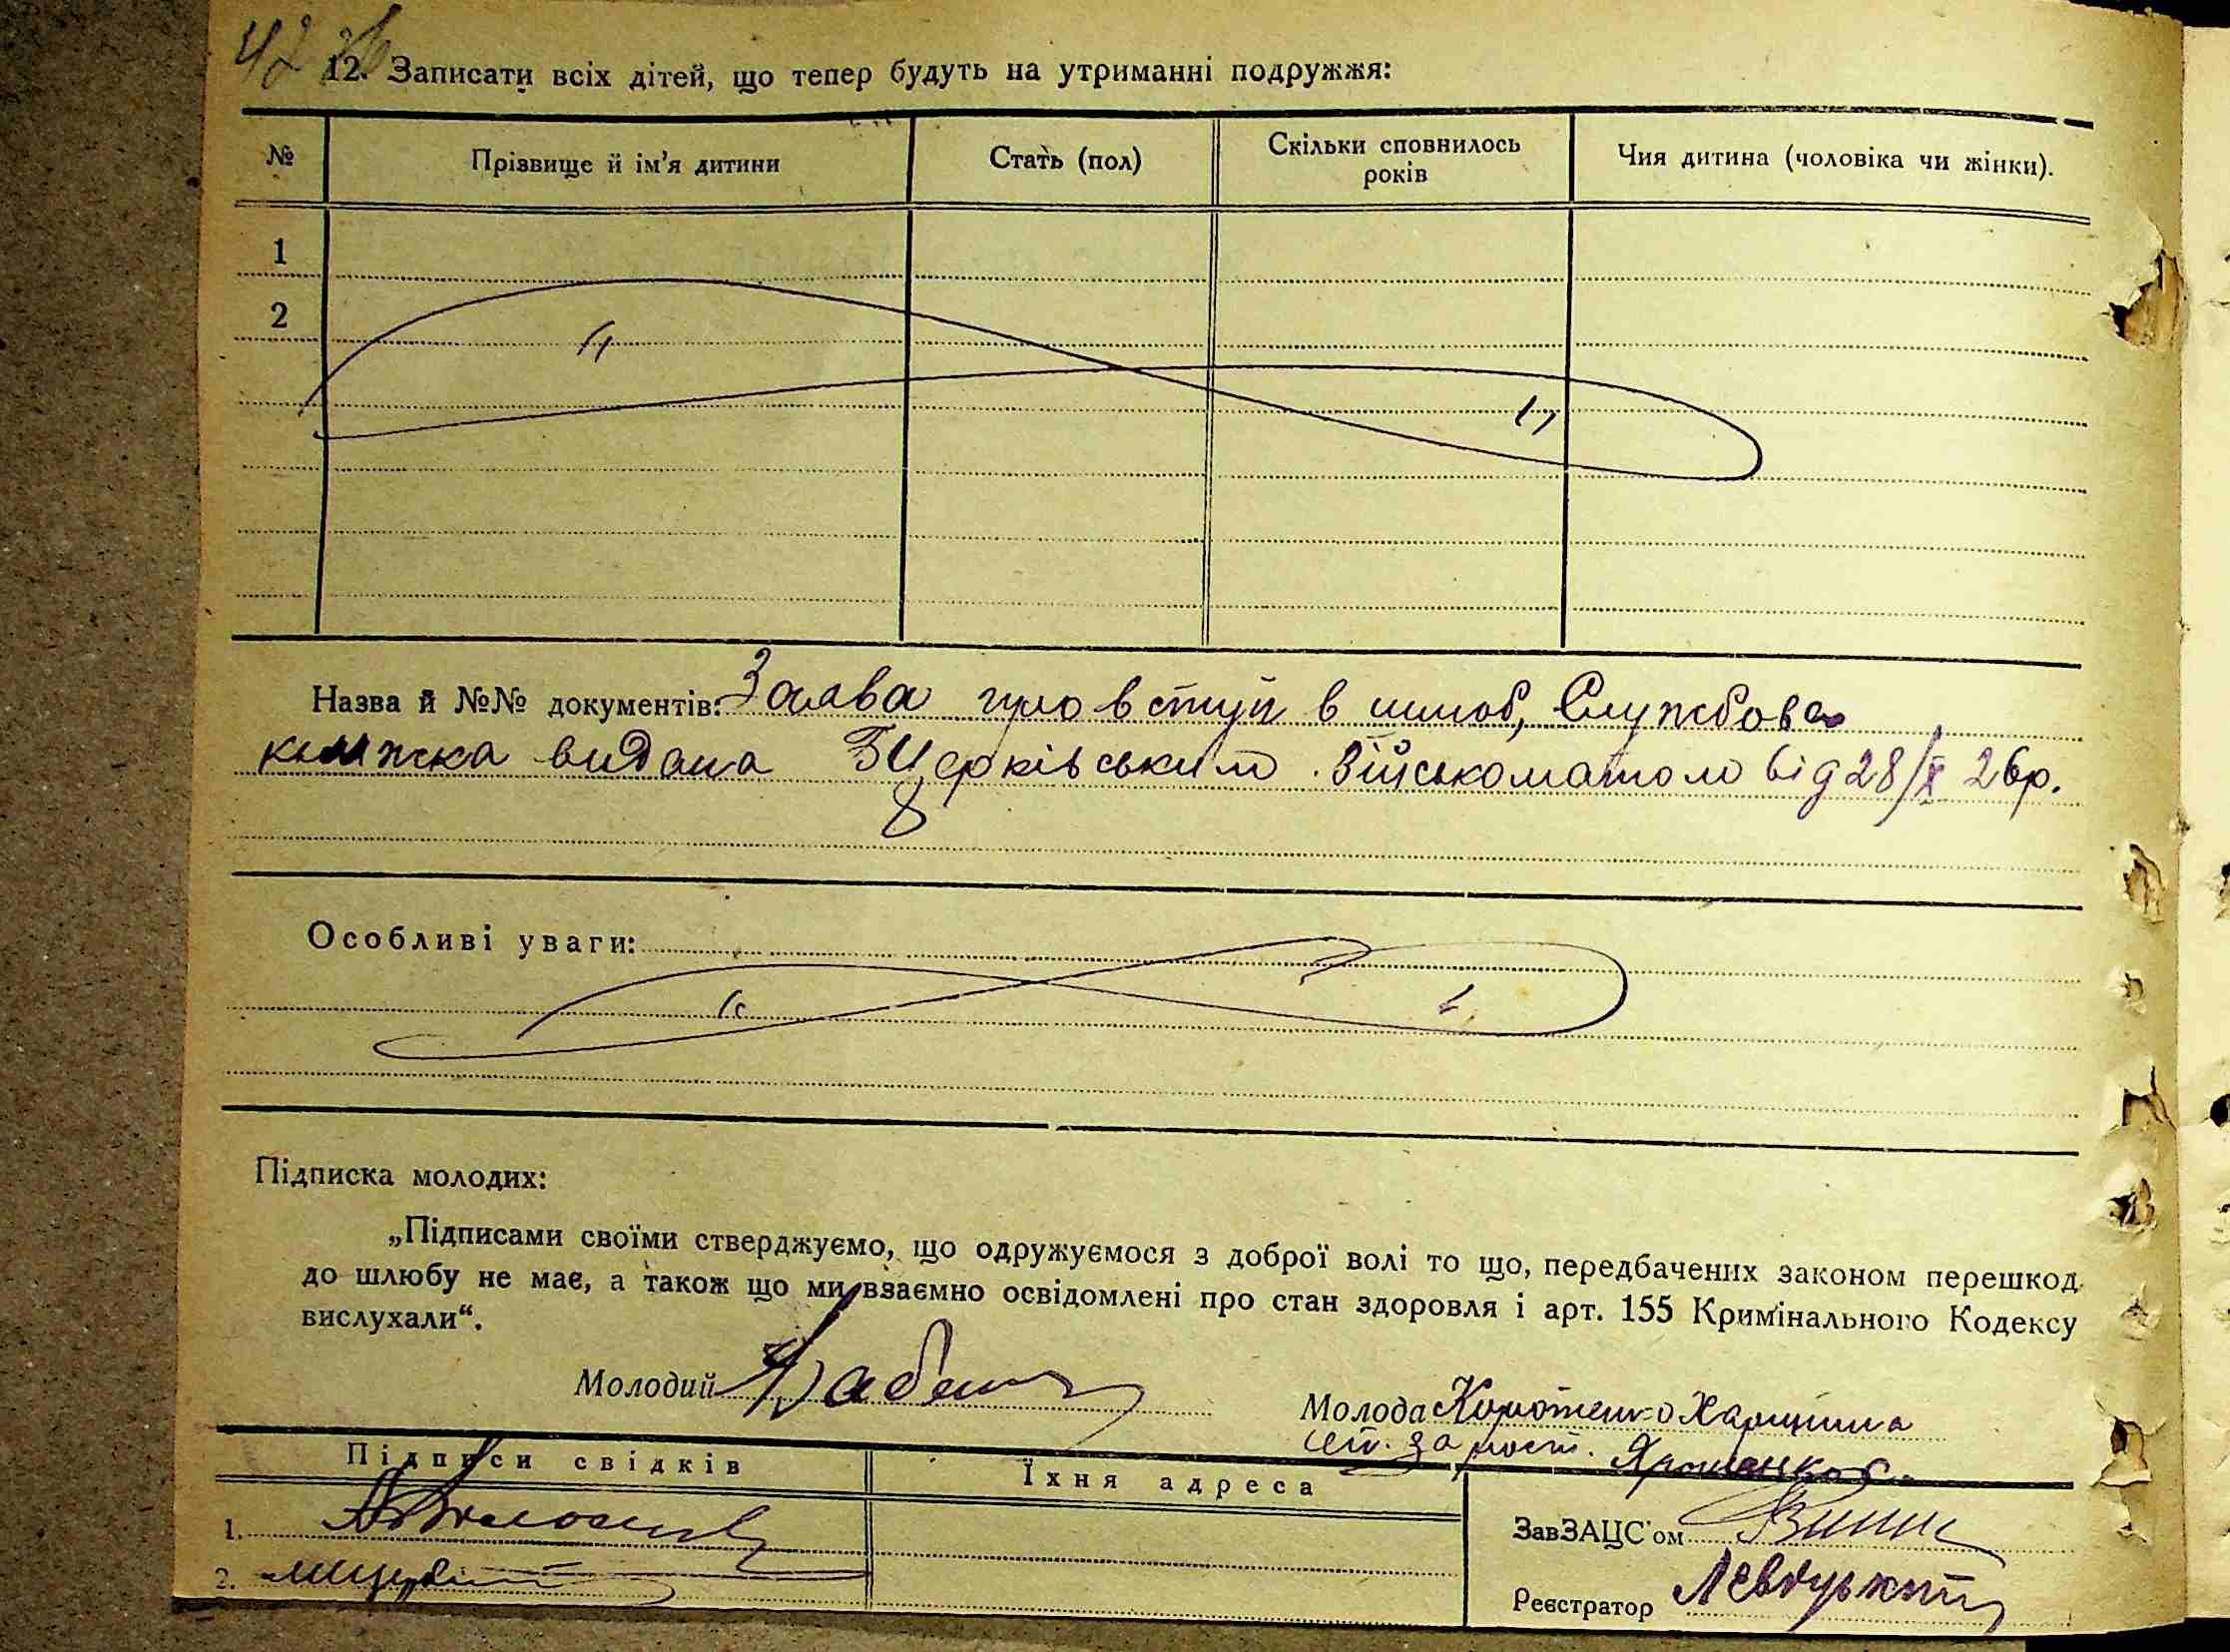 42
12. Записати всіх дітей, що тепер будуть на утриманні подружжя:
№ Прізвище й ім'я дитини Стать (пол) Скільки сповнилось років Чия дитина (чоловіка чи жінки).
1
2
Назва й №№ документів: Заява про вступ в шлюб, Службова
книжка видана БЦерківським Військоматом від 28/X 26р.
Особливі уваги:
Підписка молодих:
„Підписами своїми стверджуємо, що одружуємося з доброї волі то що, передбачених законом перешкод
до шлюбу не має, а також що ми взаємно освідомлені про стан здоровля і арт. 155 Кримінального Кодексу
вислухали“.
Молодий
Молода Коротенко Харитина
за
Підписи свідків Їхня адреса
1.
ЗавЗАЦС'ом
2.
Реєстратор